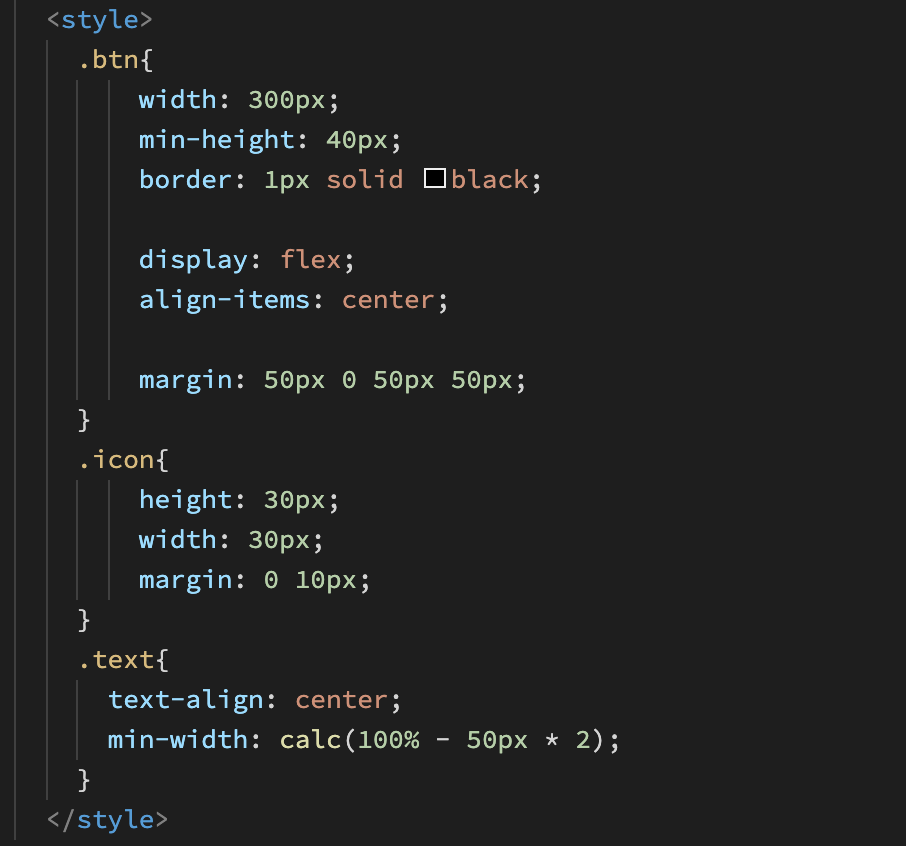 <style>
.btn{
width: 300px;
min-height: 40px;
border: 1px solid black;
display: flex;
align-items: center;
margin: 50px 0 50px 50px;
}
.icon{
height: 30px;
width: 30px;
margin: 0 10px;
}
.text{
text-align: center;
min-width: calc(100% - 50px * 2);
}
</style>